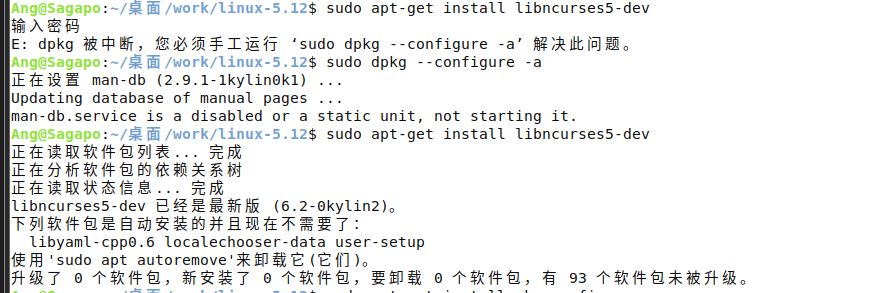 Ang@Sagapo:~/桌面/work/linux-5.12$ sudo apt-get install libncurses5-dev
输入密码
E: dpkg 被中断，您必须手工运行 ‘sudo dpkg --configure -a’ 解决此问题。
Ang@Sagapo:~/桌面/work/linux-5.12$ sudo dpkg --configure -a
正在设置 man-db (2.9.1-1kylin0k1) ...
Updating database of manual pages ...
man-db.service is a disabled or a static unit, not starting it.
Ang@Sagapo:~/桌面/work/linux-5.12$ sudo apt-get install libncurses5-dev
正在读取软件包列表... 完成
正在分析软件包的依赖关系树
正在读取状态信息... 完成
libncurses5-dev 已经是最新版 (6.2-0kylin2)。
下列软件包是自动安装的并且现在不需要了：
  libyaml-cpp0.6 localechooser-data user-setup
使用'sudo apt autoremove'来卸载它(它们)。
升级了 0 个软件包，新安装了 0 个软件包，要卸载 0 个软件包，有 93 个软件包未被升级。